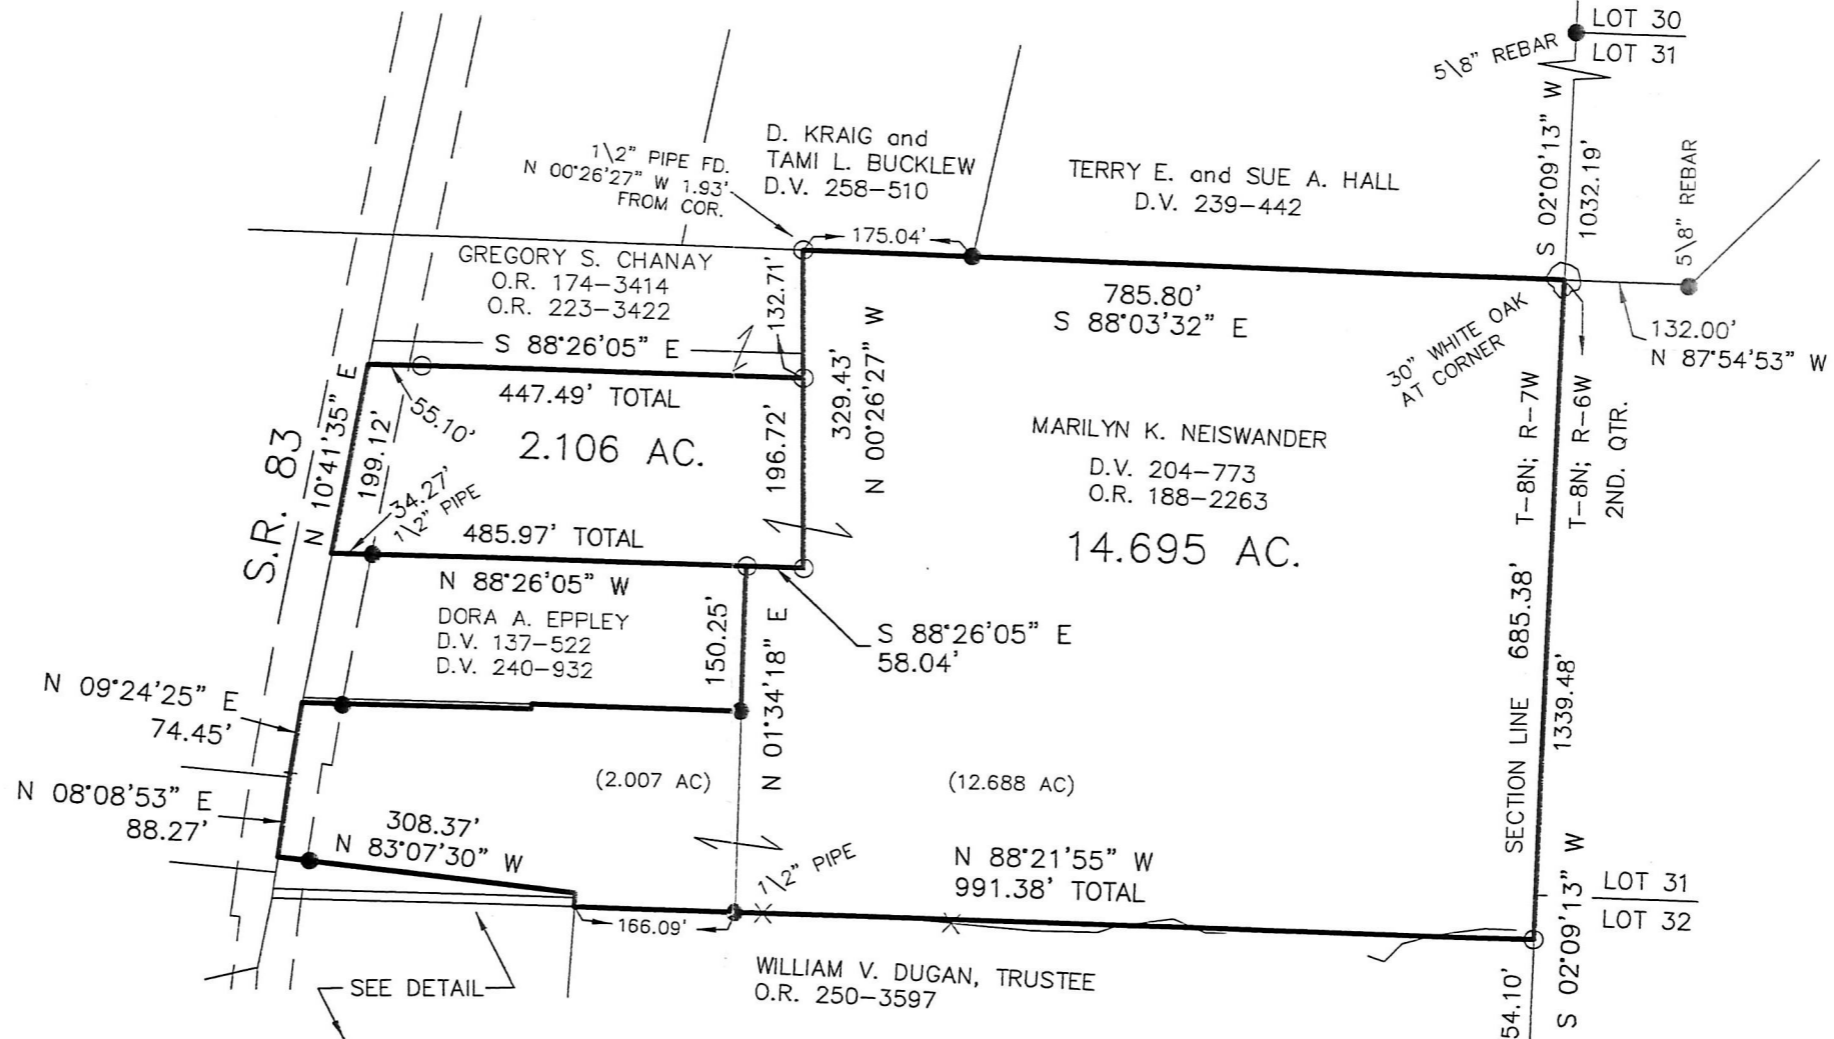 LOT 30
LOT 31
5\8" REBAR
S 02°09'13" W
1032.19'
5\8" REBAR
1\2" PIPE FD.
N 00°26'27" W 1.93'
FROM COR.
D. KRAIG and
TAMI L. BUCKLEW
D.V. 258-510
TERRY E. and SUE A. HALL
D.V. 239-442
175.04'
GREGORY S. CHANAY
O.R. 174-3414
O.R. 223-3422
132.71'
785.80'
S 88°03'32" E
30" WHITE OAK
AT CORNER
132.00'
N 87°54'53" W
S 88°26'05" E
447.49' TOTAL
55.10'
2.106 AC.
196.72'
329.43'
N 00°26'27" W
S.R. 83
N 10°41'35" E
199.12'
34.27'
1\2" PIPE
485.97' TOTAL
N 88°26'05" W
MARILYN K. NEISWANDER
D.V. 204-773
O.R. 188-2263
14.695 AC.
T-8N; R-7W
T-8N; R-6W
2ND. QTR.
DORA A. EPPLEY
D.V. 137-522
D.V. 240-932
150.25'
N 01°34'18" E
S 88°26'05" E
58.04'
SECTION LINE 685.38'
1339.48'
N 09°24'25" E
74.45'
N 08°08'53" E
88.27'
(2.007 AC)
(12.688 AC)
308.37'
N 83°07'30" W
1\2" PIPE
N 88°21'55" W
991.38' TOTAL
166.09'
LOT 31
LOT 32
S 02°09'13" W
54.10'
SEE DETAIL
WILLIAM V. DUGAN, TRUSTEE
O.R. 250-3597